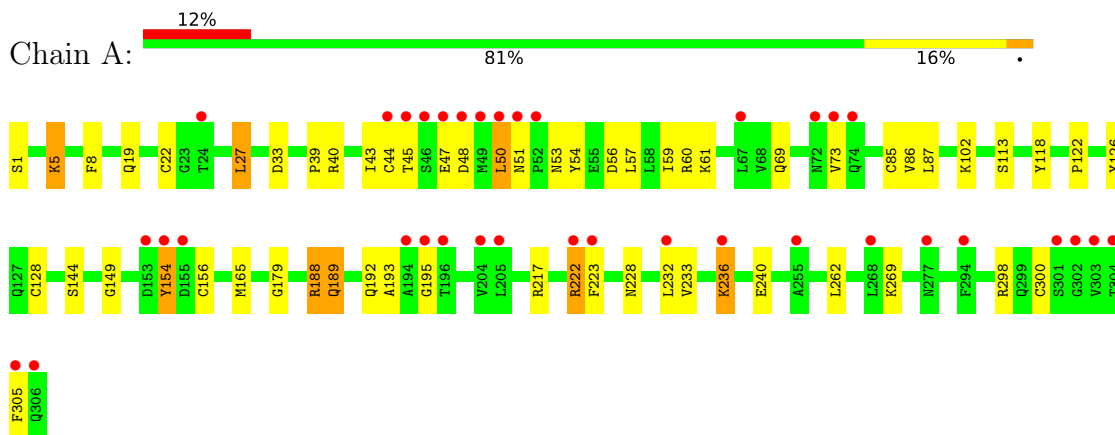 12%
Chain A:
81% 16% •
S1 K5 F8 Q19 C22 G23 T24 L27 D33 P39 R40 I43 C44 T45 S46 E47 D48 M49 L50 N51 P52 N53 Y54 E55 D56 L57 L58 I59 R60 K61 L67 V68 Q69 N72 V73 Q74 C85 V86 L87 K102 S113 Y118 P122
Q127 C128 S144 G149 D153 Y154 D155 C156 M165 G179 R188 Q189 Q192 A193 A194 G195 T196 V204 L205 R217 R222 F223 N228 L232 V233 K236 E240 A255 L262 L268 K269 N277 F294 R298 Q299 C300 S301 G302 V303 T304
F305 Q306